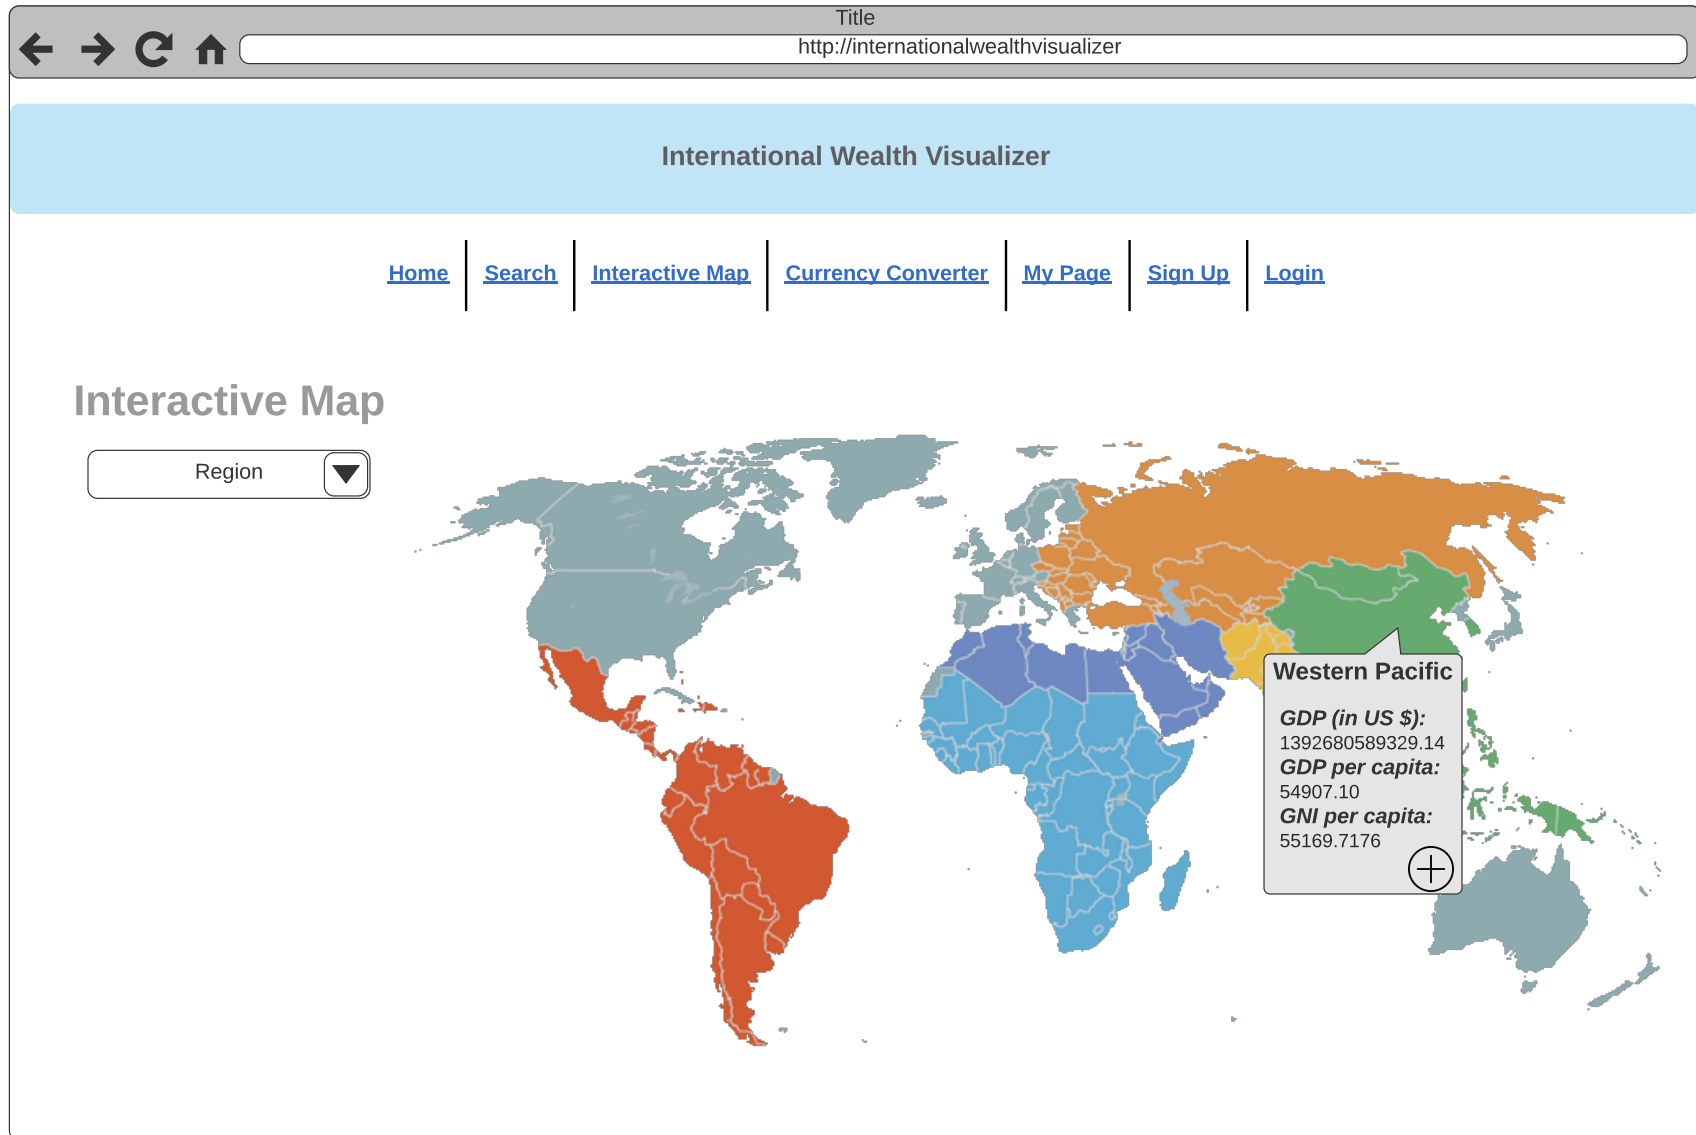 Title
http://internationalwealthvisualizer
International Wealth Visualizer
Home
Search
Interactive Map
Currency Converter
My Page
Sign Up
Login
Interactive Map
Region
Western Pacific
GDP (in US $):
1392680589329.14
GDP per capita:
54907.10
GNI per capita:
55169.7176